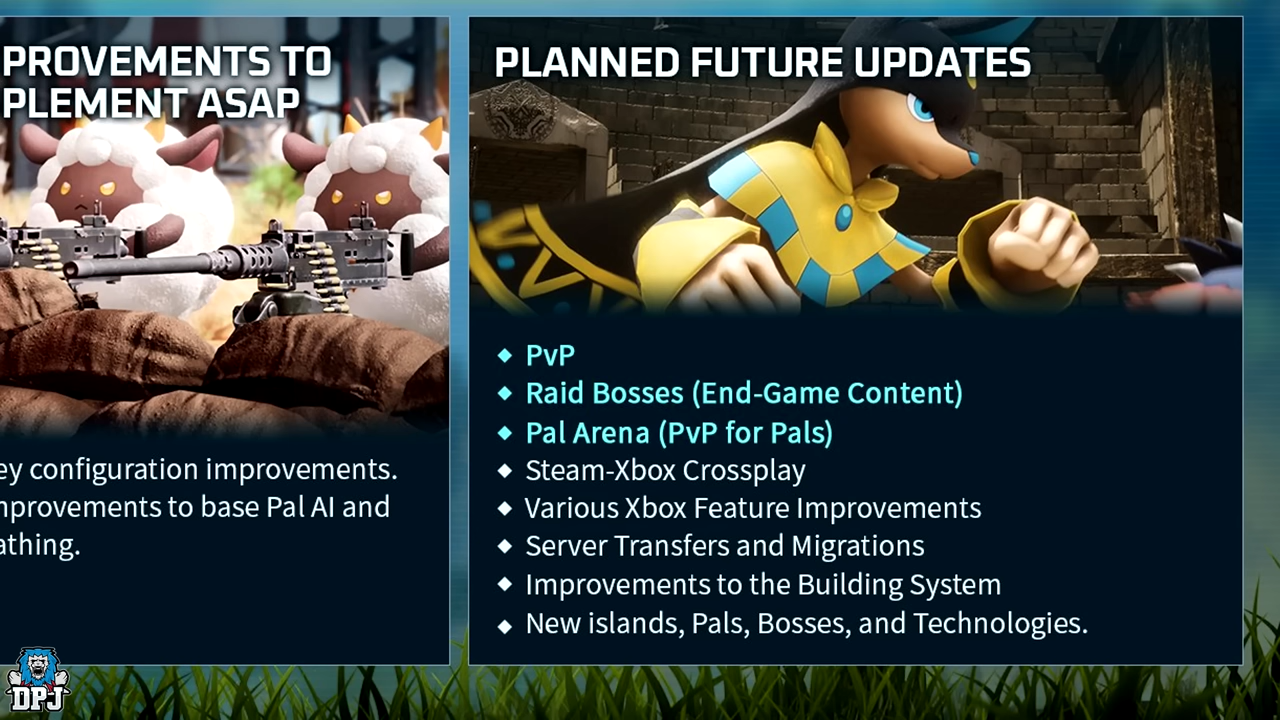 PROVEMENTS TO
PLEMENT ASAP
ey configuration improvements.
provements to base Pal AI and
athing.
PLANNED FUTURE UPDATES
PvP
Raid Bosses (End-Game Content)
Pal Arena (PvP for Pals)
Steam-Xbox Crossplay
Various Xbox Feature Improvements
Server Transfers and Migrations
Improvements to the Building System
New islands, Pals, Bosses, and Technologies.
DPJ